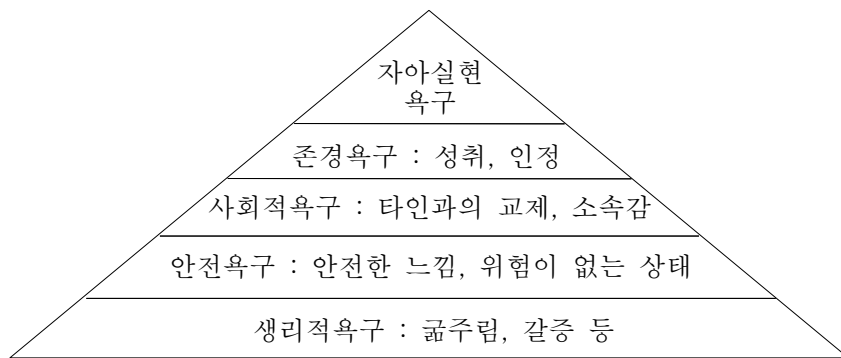 자아실현
욕구
존경욕구 : 성취, 인정
사회적욕구 : 타인과의 교제, 소속감
안전욕구 : 안전한 느낌, 위험이 없는 상태
생리적욕구 : 굶주림, 갈증 등